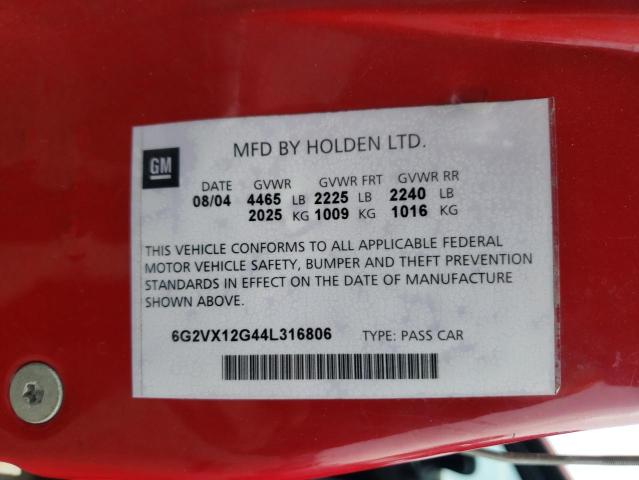 GM
MFD BY HOLDEN LTD.
DATE GVWR GVWR FRT GVWR RR
08/04 4465 LB 2225 LB 2240 LB
2025 KG 1009 KG 1016 KG
THIS VEHICLE CONFORMS TO ALL APPLICABLE FEDERAL
MOTOR VEHICLE SAFETY, BUMPER AND THEFT PREVENTION
STANDARDS IN EFFECT ON THE DATE OF MANUFACTURE
SHOWN ABOVE.
6G2VX12G44L316806 TYPE: PASS CAR